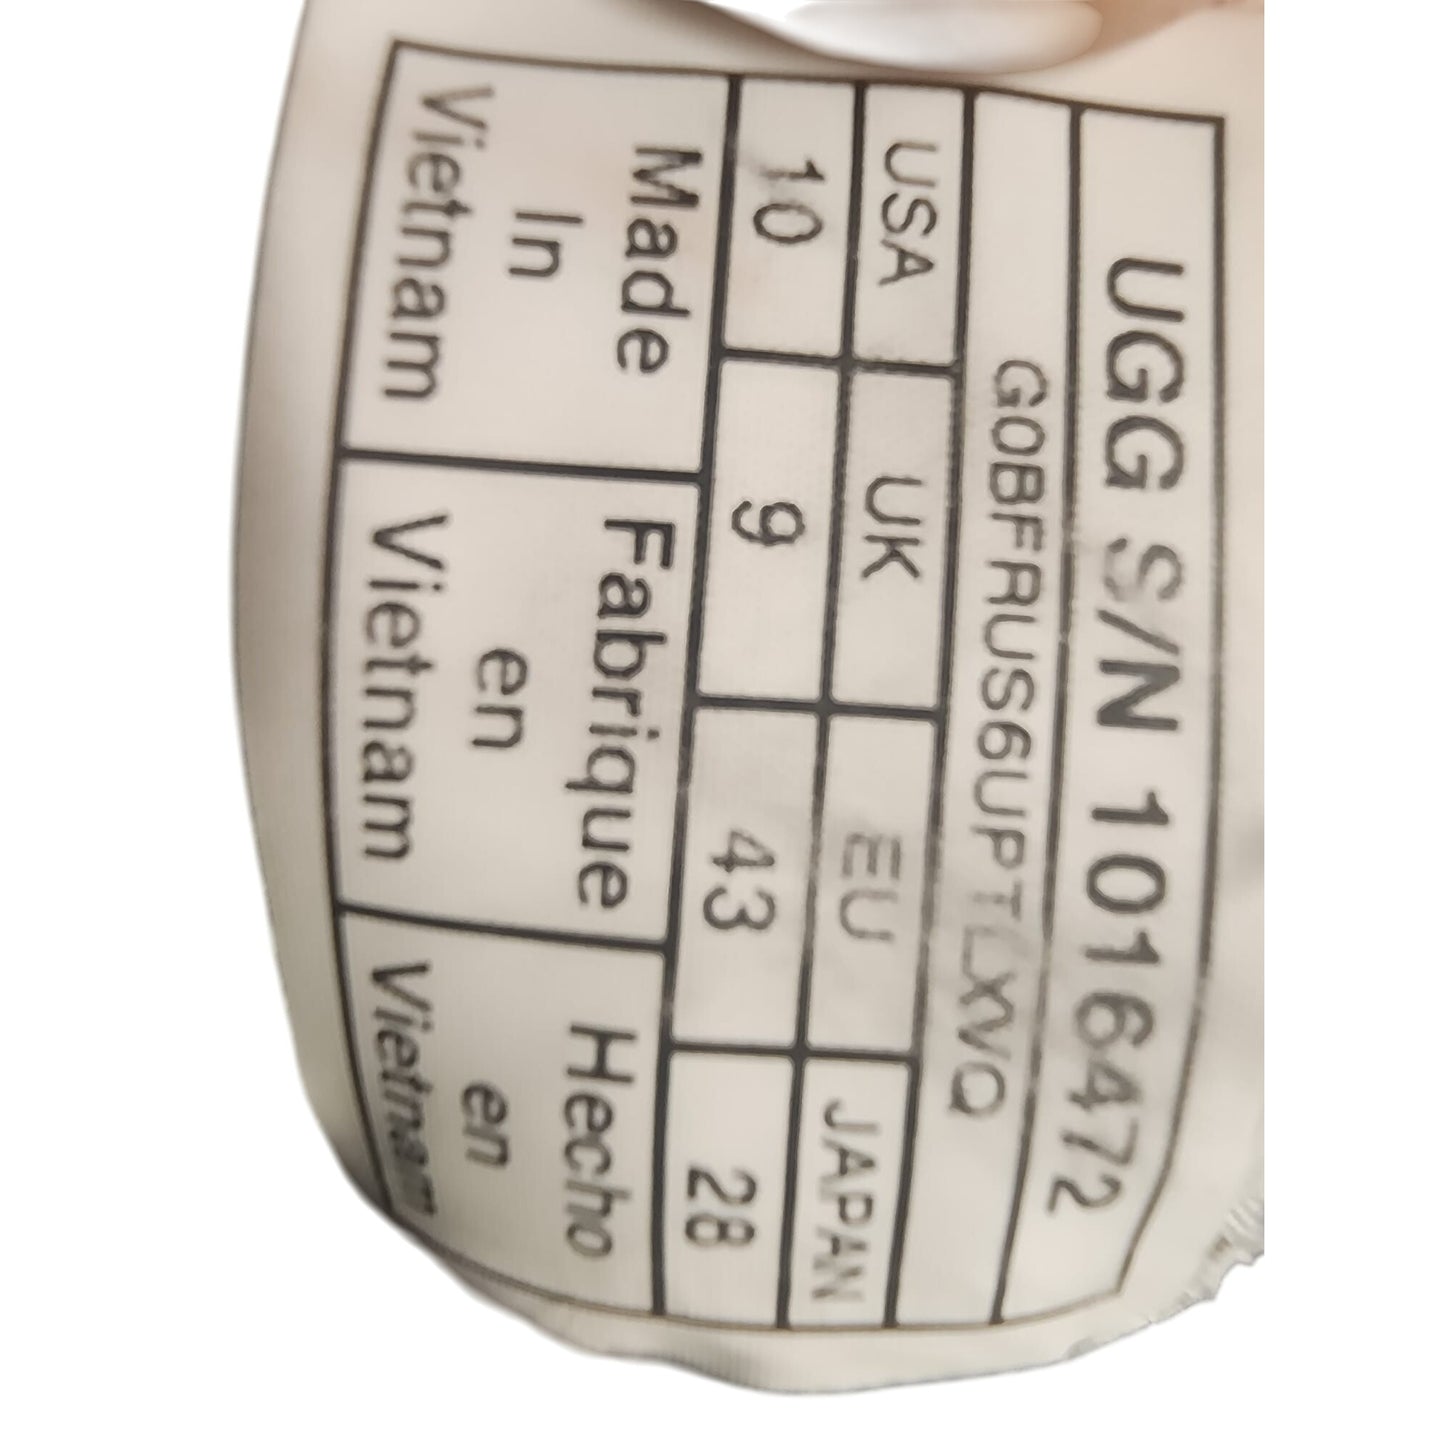 UGG S/N 1016472
G0BFRUS6UPTLXVQ
USA UK EU JAPAN
10 9 43 28
Made In Vietnam
Fabrique en Vietnam
Hecho en Vietnam